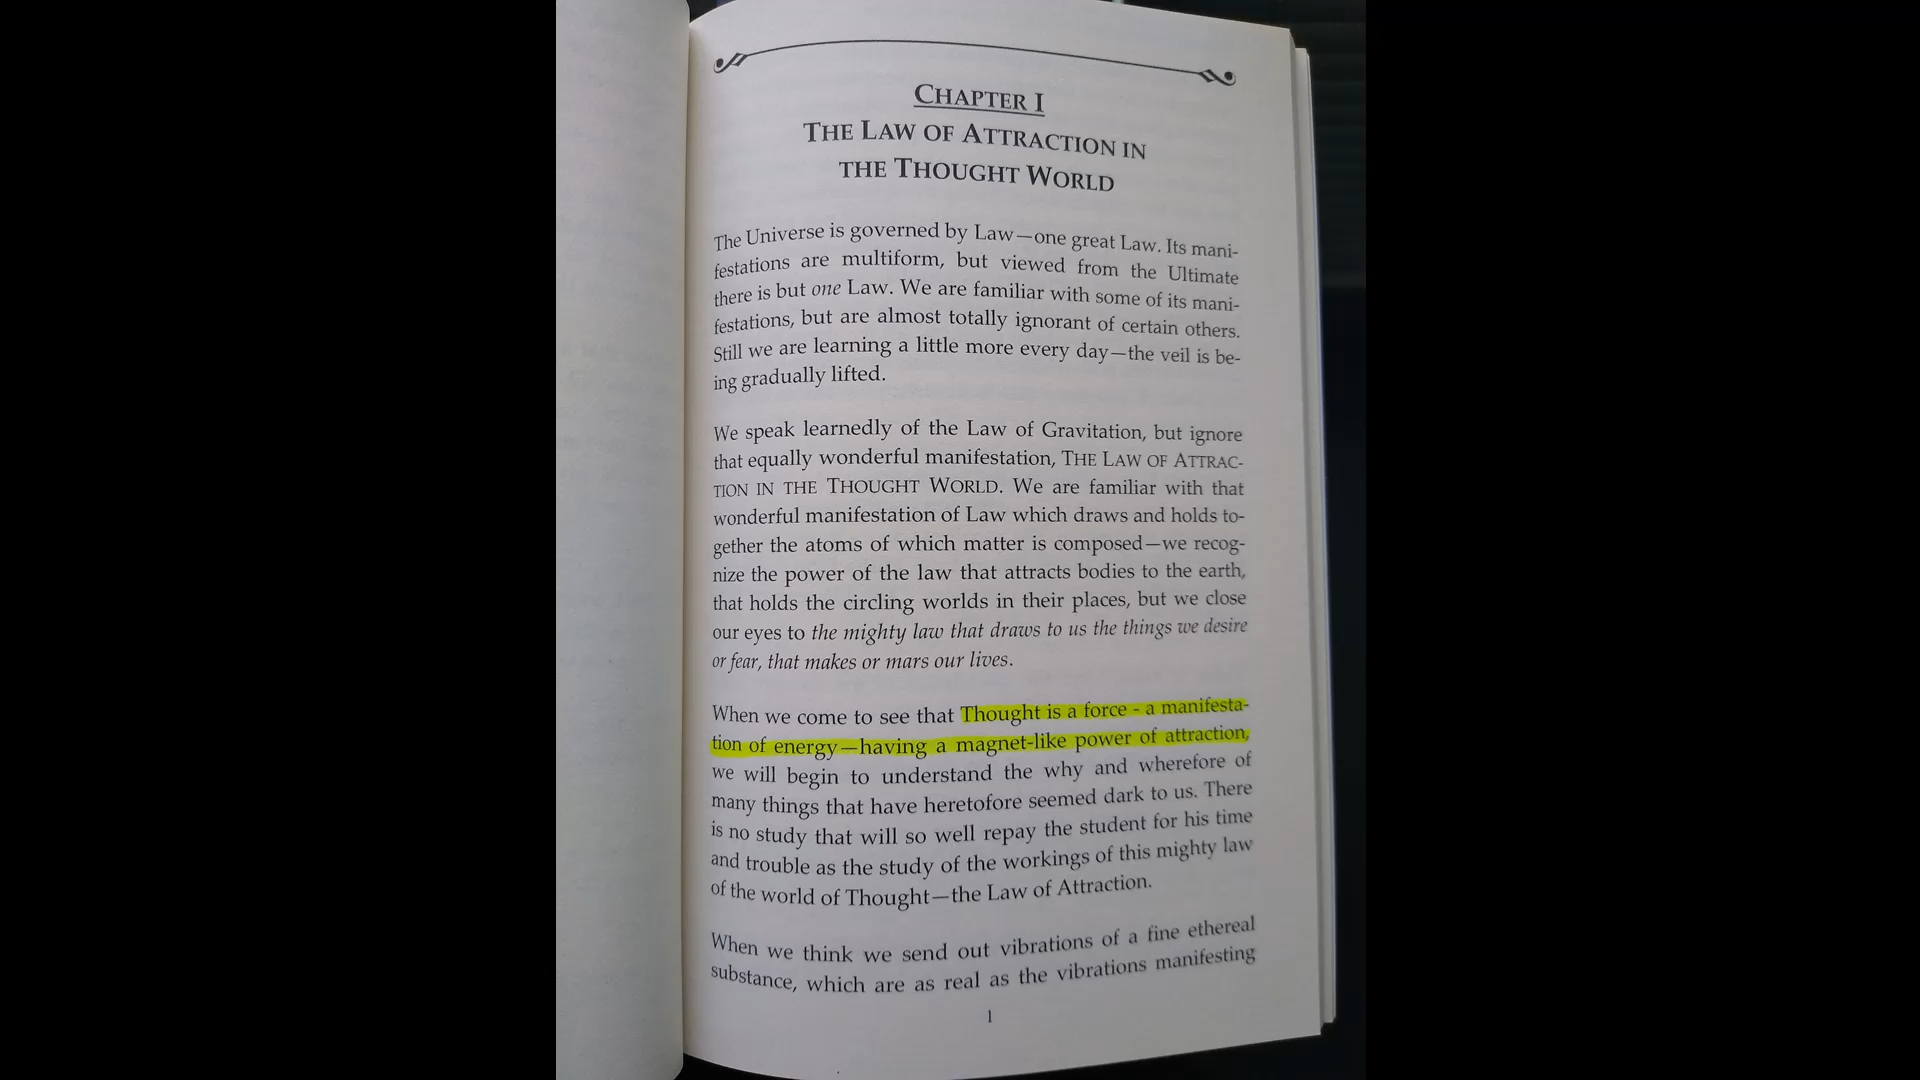 CHAPTER I
THE LAW OF ATTRACTION IN
THE THOUGHT WORLD
The Universe is governed by Law—one great Law. Its mani-
festations are multiform, but viewed from the Ultimate
there is but one Law. We are familiar with some of its mani-
festations, but are almost totally ignorant of certain others.
Still we are learning a little more every day—the veil is be-
ing gradually lifted.
We speak learnedly of the Law of Gravitation, but ignore
that equally wonderful manifestation, THE LAW OF ATTRAC-
TION IN THE THOUGHT WORLD. We are familiar with that
wonderful manifestation of Law which draws and holds to-
gether the atoms of which matter is composed—we recog-
nize the power of the law that attracts bodies to the earth,
that holds the circling worlds in their places, but we close
our eyes to the mighty law that draws to us the things we desire
or fear, that makes or mars our lives.
When we come to see that Thought is a force - a manifesta-
tion of energy—having a magnet-like power of attraction,
we will begin to understand the why and wherefore of
many things that have heretofore seemed dark to us. There
is no study that will so well repay the student for his time
and trouble as the study of the workings of this mighty law
of the world of Thought—the Law of Attraction.
When we think we send out vibrations of a fine ethereal
substance, which are as real as the vibrations manifesting
1